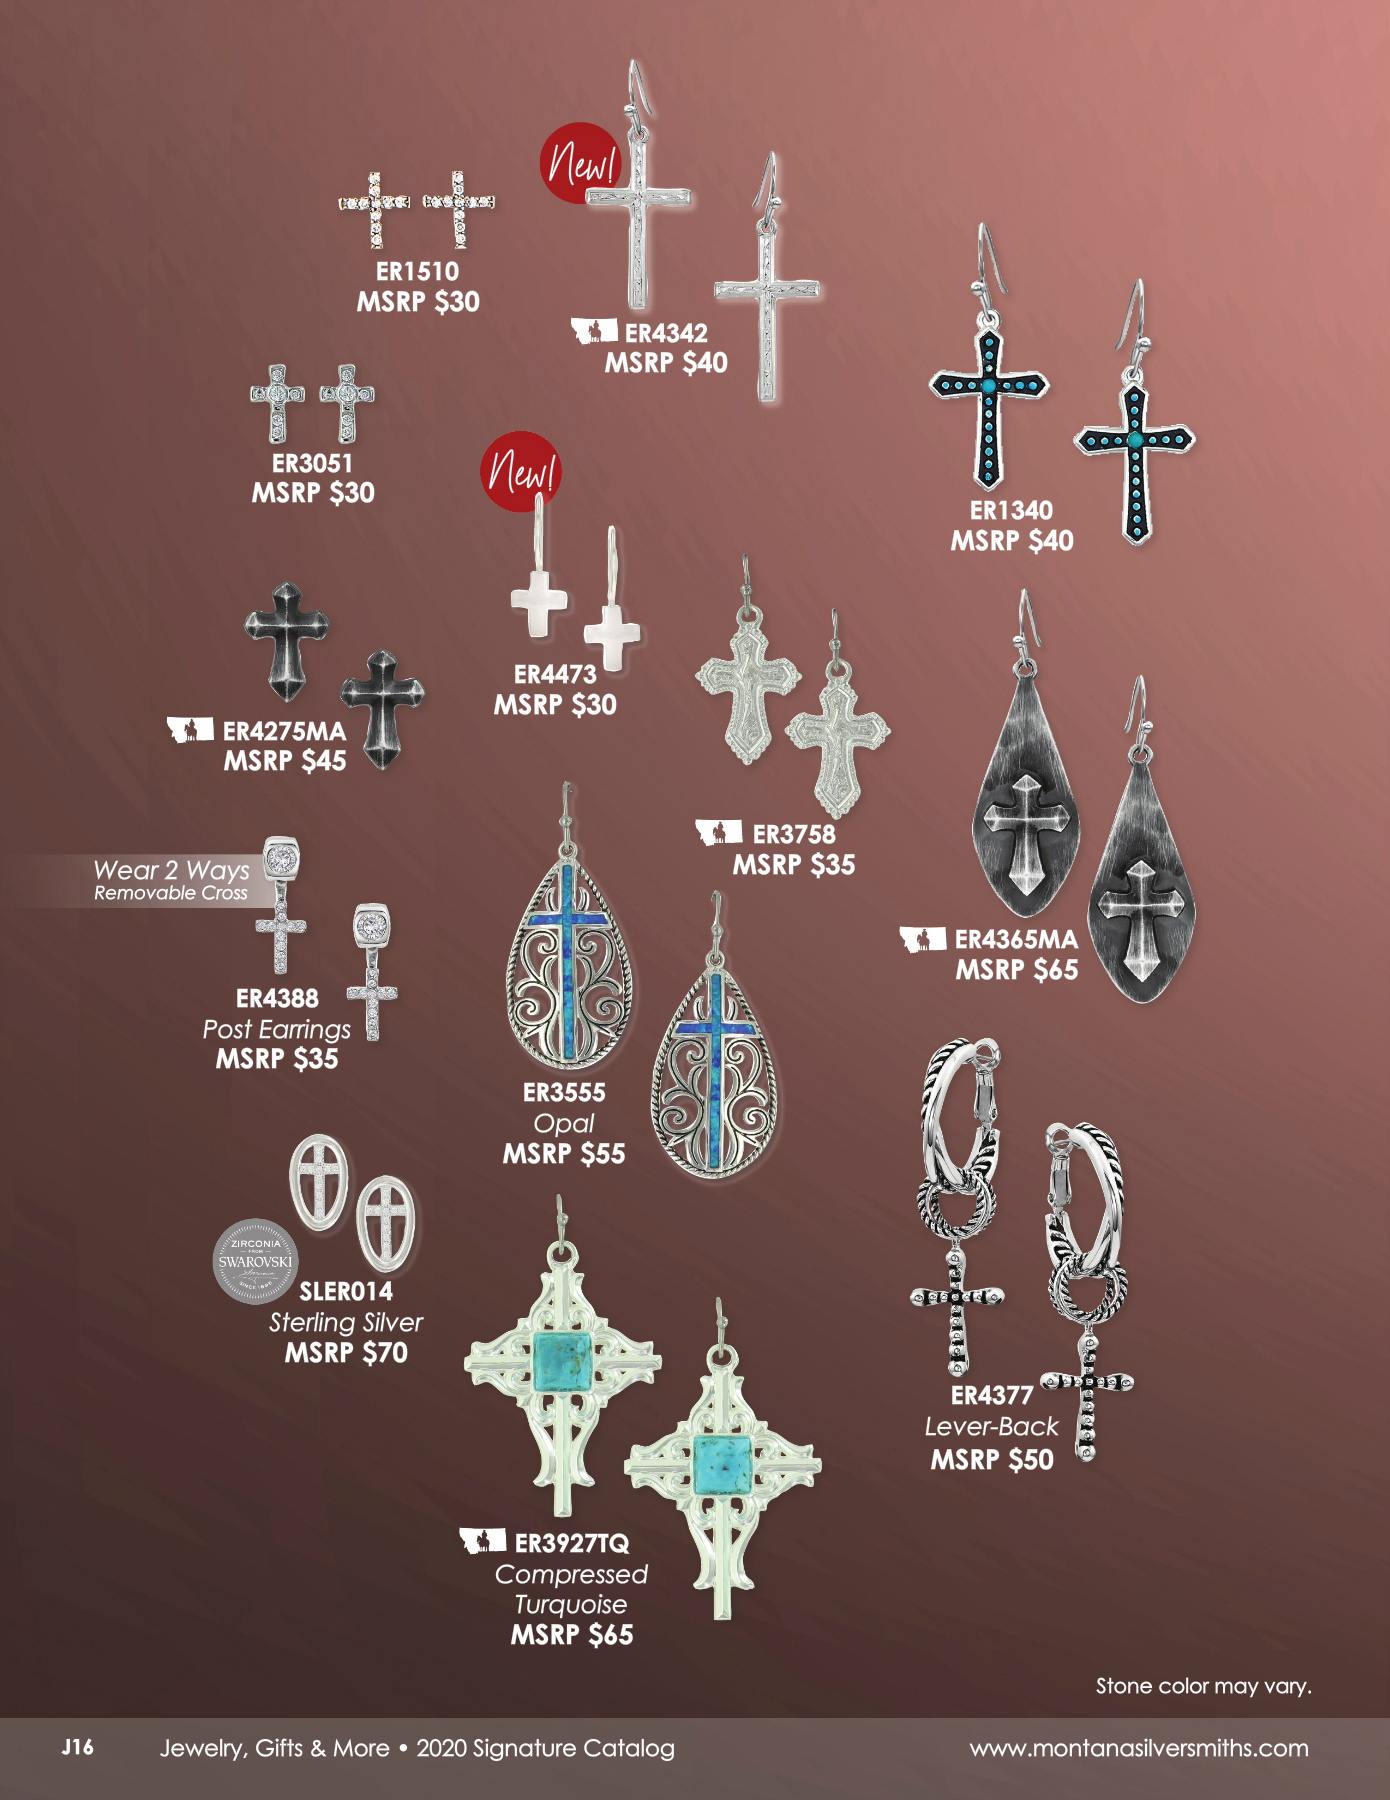 New!
ER1510
MSRP $30
ER4342
MSRP $40
ER3051
MSRP $30
New!
ER1340
MSRP $40
ER4473
MSRP $30
ER4275MA
MSRP $45
ER3758
MSRP $35
Wear 2 Ways
Removable Cross
ER4365MA
MSRP $65
ER4388
Post Earrings
MSRP $35
ER3555
Opal
MSRP $55
ZIRCONIA
FROM
SWAROVSKI
SINCE 1895
SLER014
Sterling Silver
MSRP $70
ER4377
Lever-Back
MSRP $50
ER3927TQ
Compressed
Turquoise
MSRP $65
Stone color may vary.
J16 Jewelry, Gifts & More • 2020 Signature Catalog www.montanasilversmiths.com